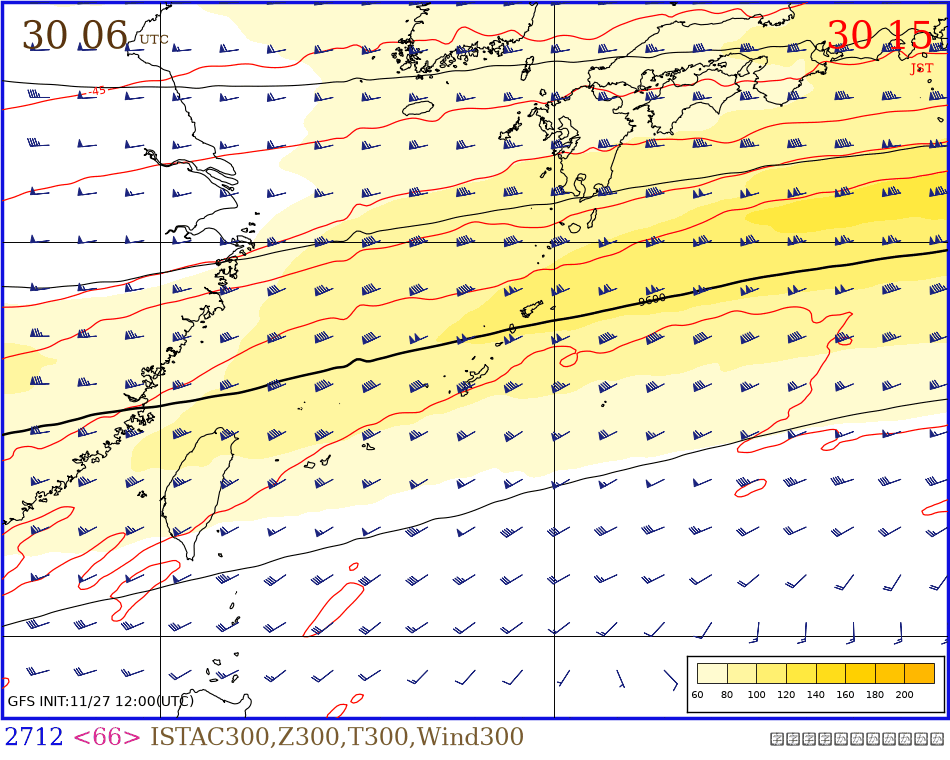 30 06 UTC
30 15
JST
-45
9600
60 80 100 120 140 160 180 200
GFS INIT:11/27 12:00(UTC)
2712 <66> ISTAC300,Z300,T300,Wind300